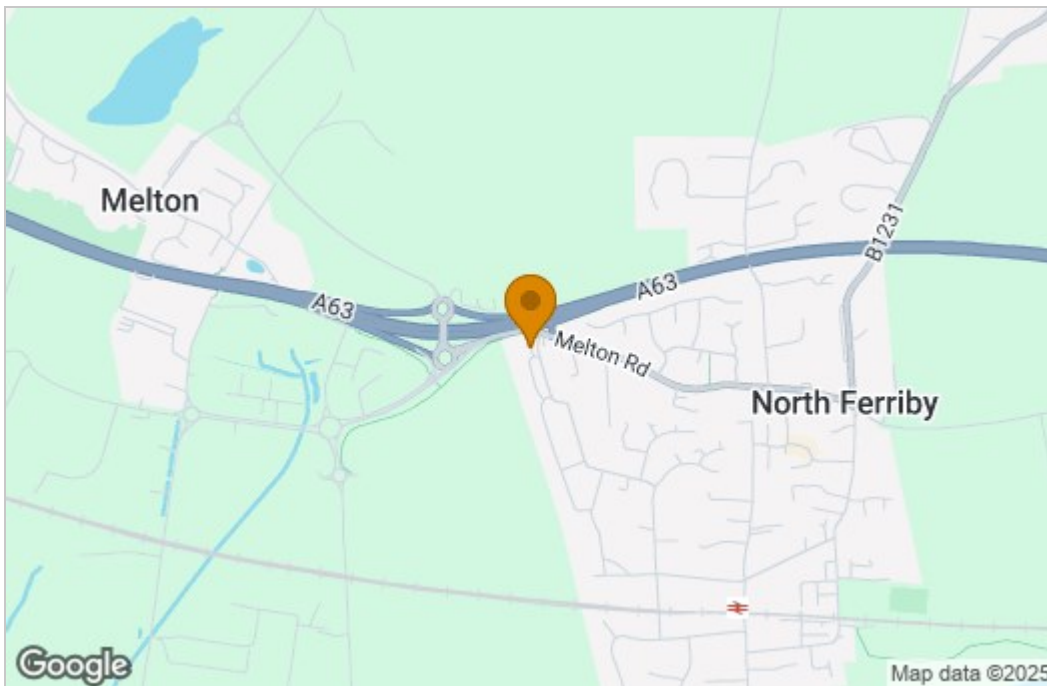 Melton
A63
A63
B1231
Melton Rd
North Ferriby
Google
Map data ©2025